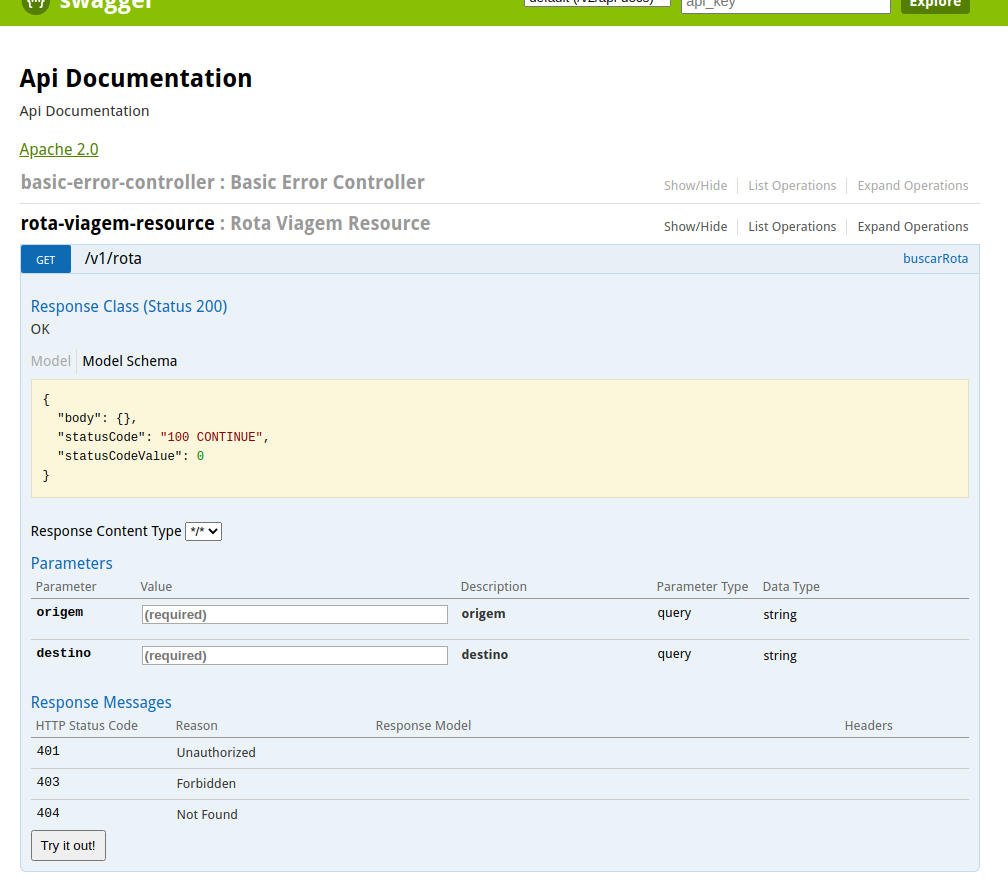 swagger default (/v2/api-docs) api_key Explore
Api Documentation
Api Documentation
Apache 2.0
basic-error-controller : Basic Error Controller Show/Hide List Operations Expand Operations
rota-viagem-resource : Rota Viagem Resource Show/Hide List Operations Expand Operations
GET /v1/rota buscarRota
Response Class (Status 200)
OK
Model Model Schema
{
"body": {},
"statusCode": "100 CONTINUE",
"statusCodeValue": 0
}
Response Content Type */*
Parameters
Parameter Value Description Parameter Type Data Type
origem (required) origem query string
destino (required) destino query string
Response Messages
HTTP Status Code Reason Response Model Headers
401 Unauthorized
403 Forbidden
404 Not Found
Try it out!